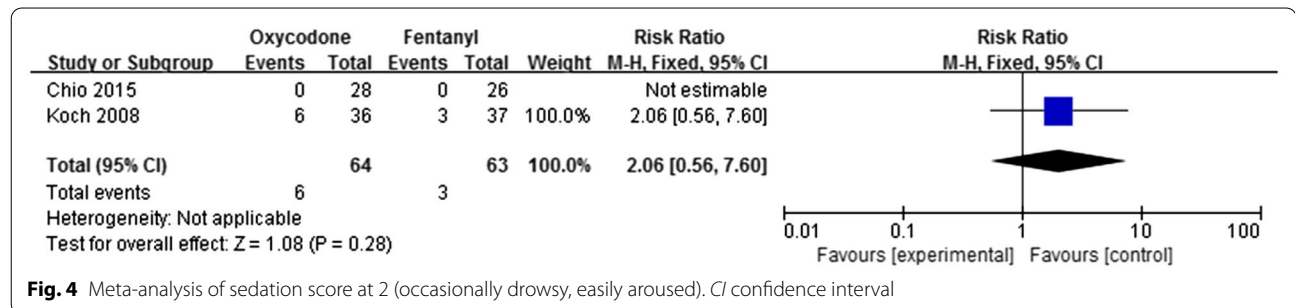 Oxycodone Fentanyl Risk Ratio Risk Ratio
Study or Subgroup Events Total Events Total Weight M-H, Fixed, 95% CI M-H, Fixed, 95% CI
Chio 2015 0 28 0 26 Not estimable
Koch 2008 6 36 3 37 100.0% 2.06 [0.56, 7.60]
Total (95% CI) 64 63 100.0% 2.06 [0.56, 7.60]
Total events 6 3
Heterogeneity: Not applicable
Test for overall effect: Z = 1.08 (P = 0.28)
0.01 0.1 1 10 100
Favours [experimental] Favours [control]
Fig. 4 Meta-analysis of sedation score at 2 (occasionally drowsy, easily aroused). CI confidence interval